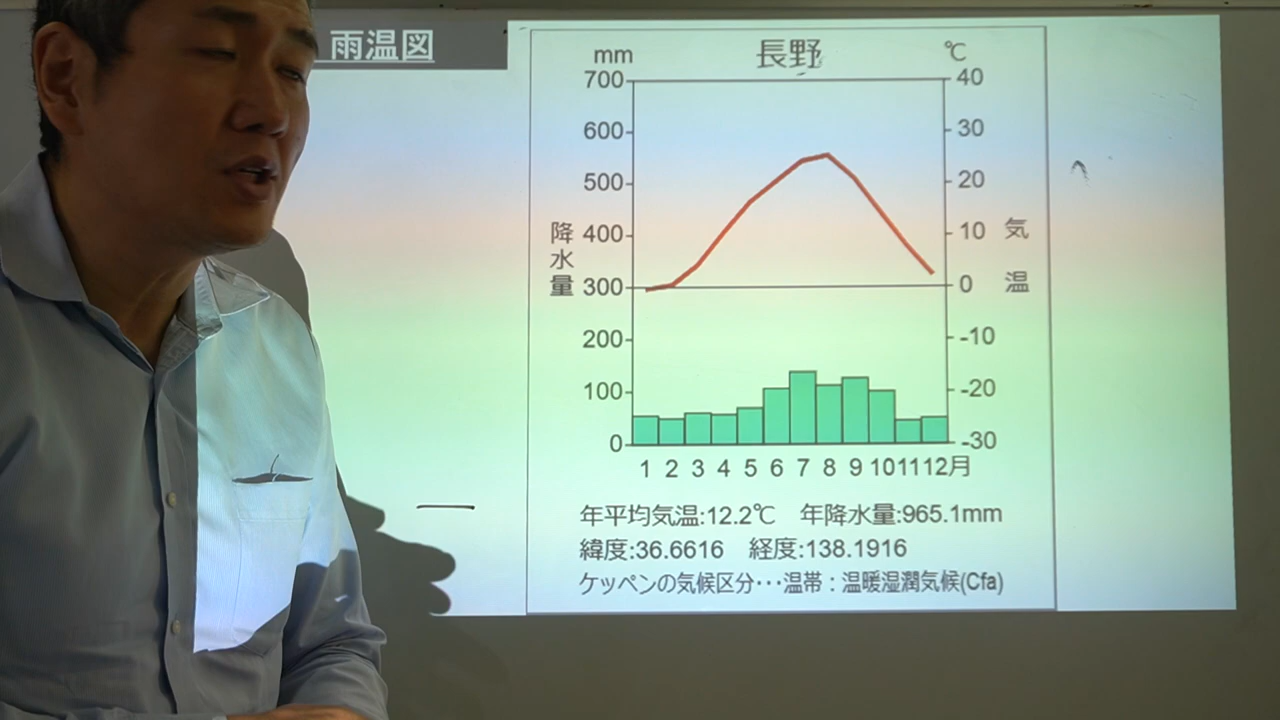 雨温図
mm 長野 ℃
700 40
600 30
500 20
降水量 400 10 気温
300 0
200 -10
100 -20
0 -30
1 2 3 4 5 6 7 8 9 10 11 12月
年平均気温:12.2℃ 年降水量:965.1mm
緯度:36.6616 経度:138.1916
ケッペンの気候区分･･･温帯：温暖湿潤気候(Cfa)